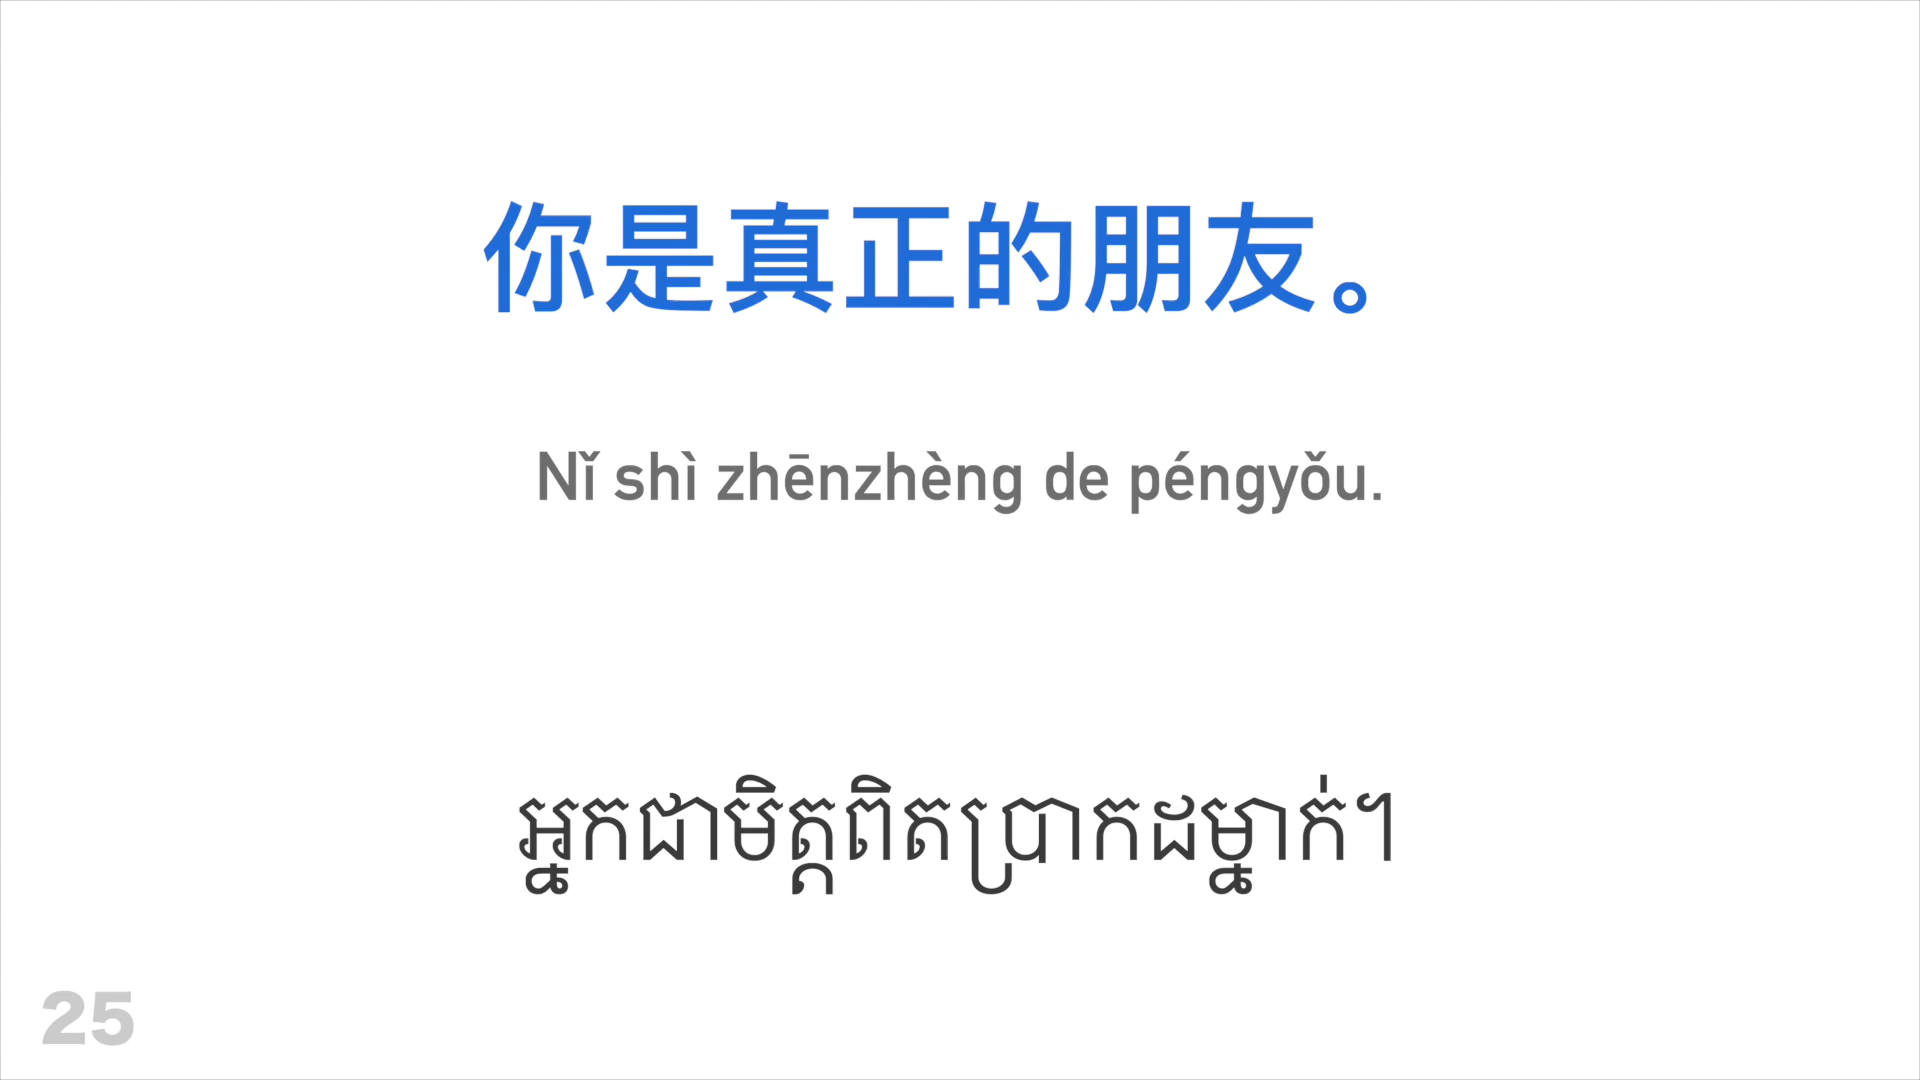 你是真正的朋友。
Nǐ shì zhēnzhèng de péngyǒu.
អ្នកជាមិត្តពិតប្រាកដម្នាក់។
25